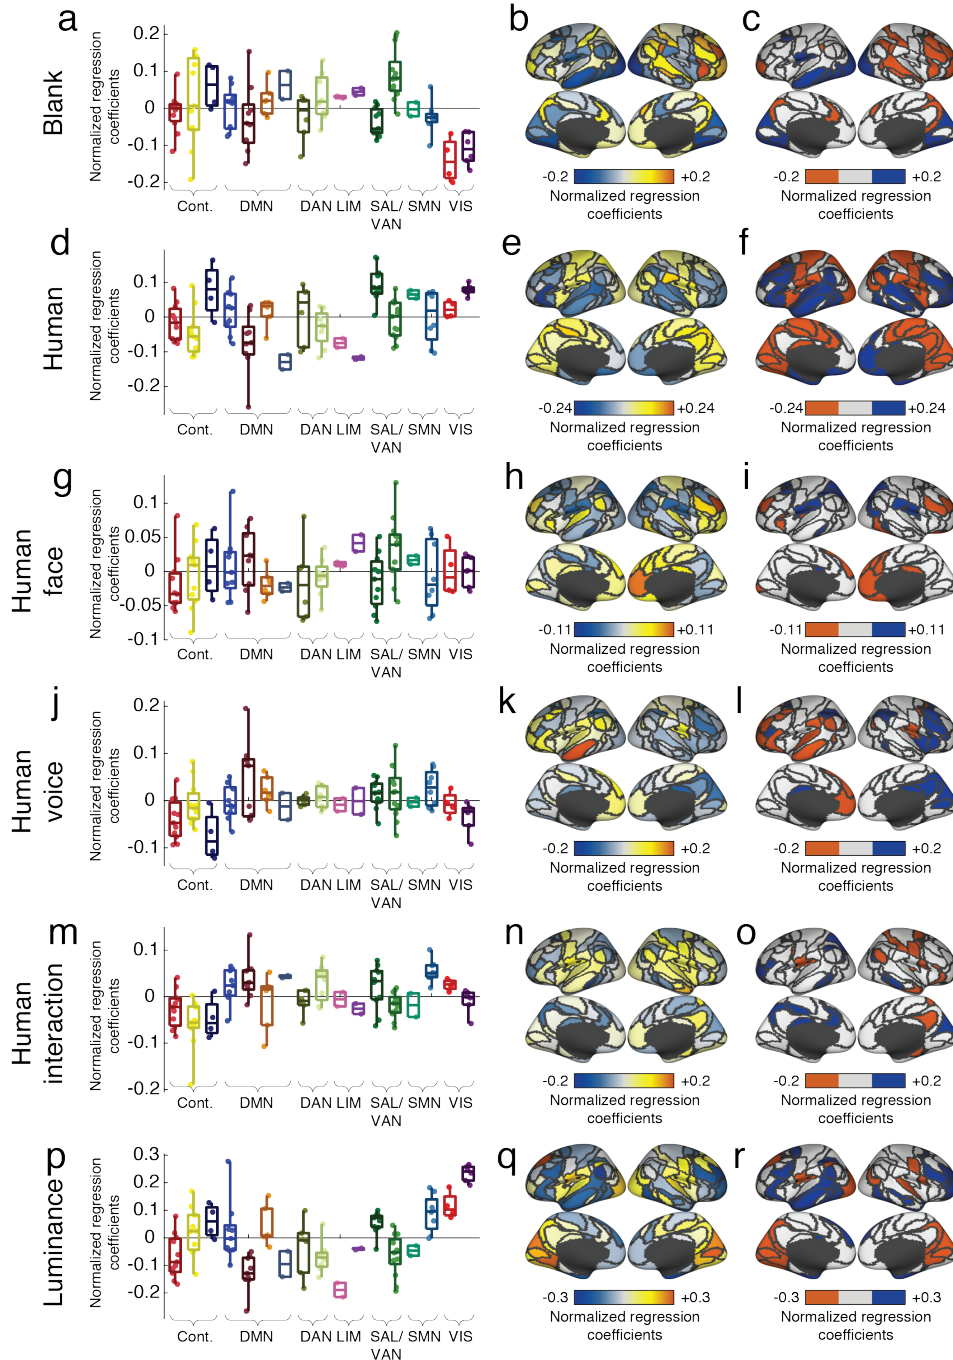 a
b
c
Blank
Normalized regression
coefficients
0.2
0.1
0
-0.1
-0.2
Cont.
DMN
DAN
LIM
SAL/
VAN
SMN
VIS
-0.2
+0.2
Normalized regression
coefficients
-0.2
+0.2
Normalized regression
coefficients
d
e
f
Human
Normalized regression
coefficients
0.1
0
-0.1
-0.2
Cont.
DMN
DAN
LIM
SAL/
VAN
SMN
VIS
-0.24
+0.24
Normalized regression
coefficients
-0.24
+0.24
Normalized regression
coefficients
g
h
i
Human
face
Normalized regression
coefficients
0.1
0.05
0
-0.05
-0.1
Cont.
DMN
DAN
LIM
SAL/
VAN
SMN
VIS
-0.11
+0.11
Normalized regression
coefficients
-0.11
+0.11
Normalized regression
coefficients
j
k
l
Human
voice
Normalized regression
coefficients
0.2
0.1
0
-0.1
Cont.
DMN
DAN
LIM
SAL/
VAN
SMN
VIS
-0.2
+0.2
Normalized regression
coefficients
-0.2
+0.2
Normalized regression
coefficients
m
n
o
Human
interaction
Normalized regression
coefficients
0.1
0
-0.1
-0.2
Cont.
DMN
DAN
LIM
SAL/
VAN
SMN
VIS
-0.2
+0.2
Normalized regression
coefficients
-0.2
+0.2
Normalized regression
coefficients
p
q
r
Luminance
Normalized regression
coefficients
0.3
0.2
0.1
0
-0.1
-0.2
Cont.
DMN
DAN
LIM
SAL/
VAN
SMN
VIS
-0.3
+0.3
Normalized regression
coefficients
-0.3
+0.3
Normalized regression
coefficients